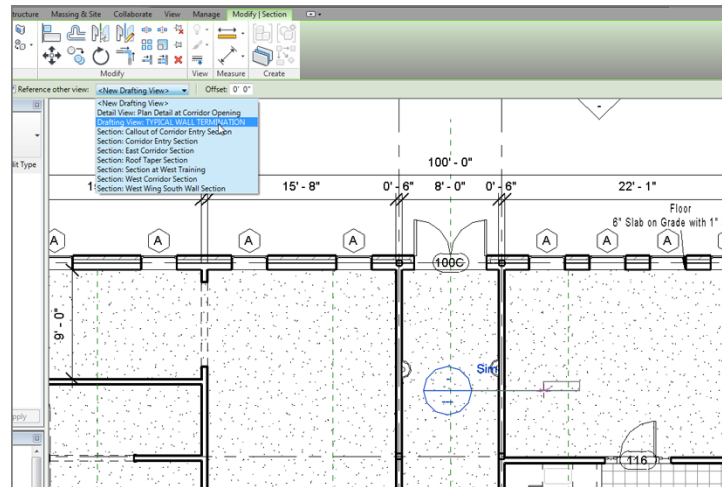 tructure Massing & Site Collaborate View Manage Modify | Section
Modify View Measure Create
Reference other view: <New Drafting View> Offset: 0' 0"
<New Drafting View>
Detail View: Plan Detail at Corridor Opening
Drafting View: TYPICAL WALL TERMINATION
Section: Callout of Corridor Entry Section
Section: Corridor Entry Section
Section: East Corridor Section
Section: Roof Taper Section
Section: Section at West Training
Section: West Corridor Section
Section: West Wing South Wall Section
dit Type
100' - 0"
15' - 8" 0' - 6" 8' - 0" 0' - 6" 22' - 1"
Floor
6" Slab on Grade with 1"
A A A A A A A
100C
9' - 0"
Sim
pply
116